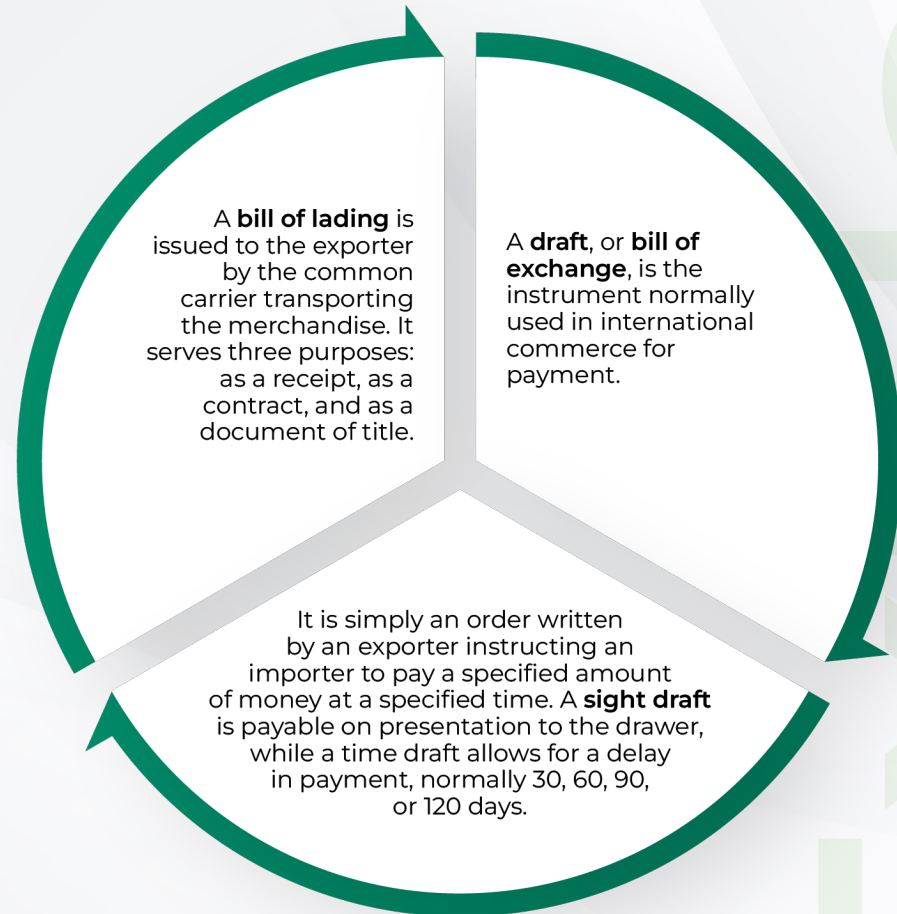 A draft, or bill of
exchange, is the
instrument normally
used in international
commerce for
payment.
It is simply an order written
by an exporter instructing an
importer to pay a specified amount
of money at a specified time. A sight draft
is payable on presentation to the drawer,
while a time draft allows for a delay
in payment, normally 30, 60, 90,
or 120 days.
A bill of lading is
issued to the exporter
by the common
carrier transporting
the merchandise. It
serves three purposes:
as a receipt, as a
contract, and as a
document of title.